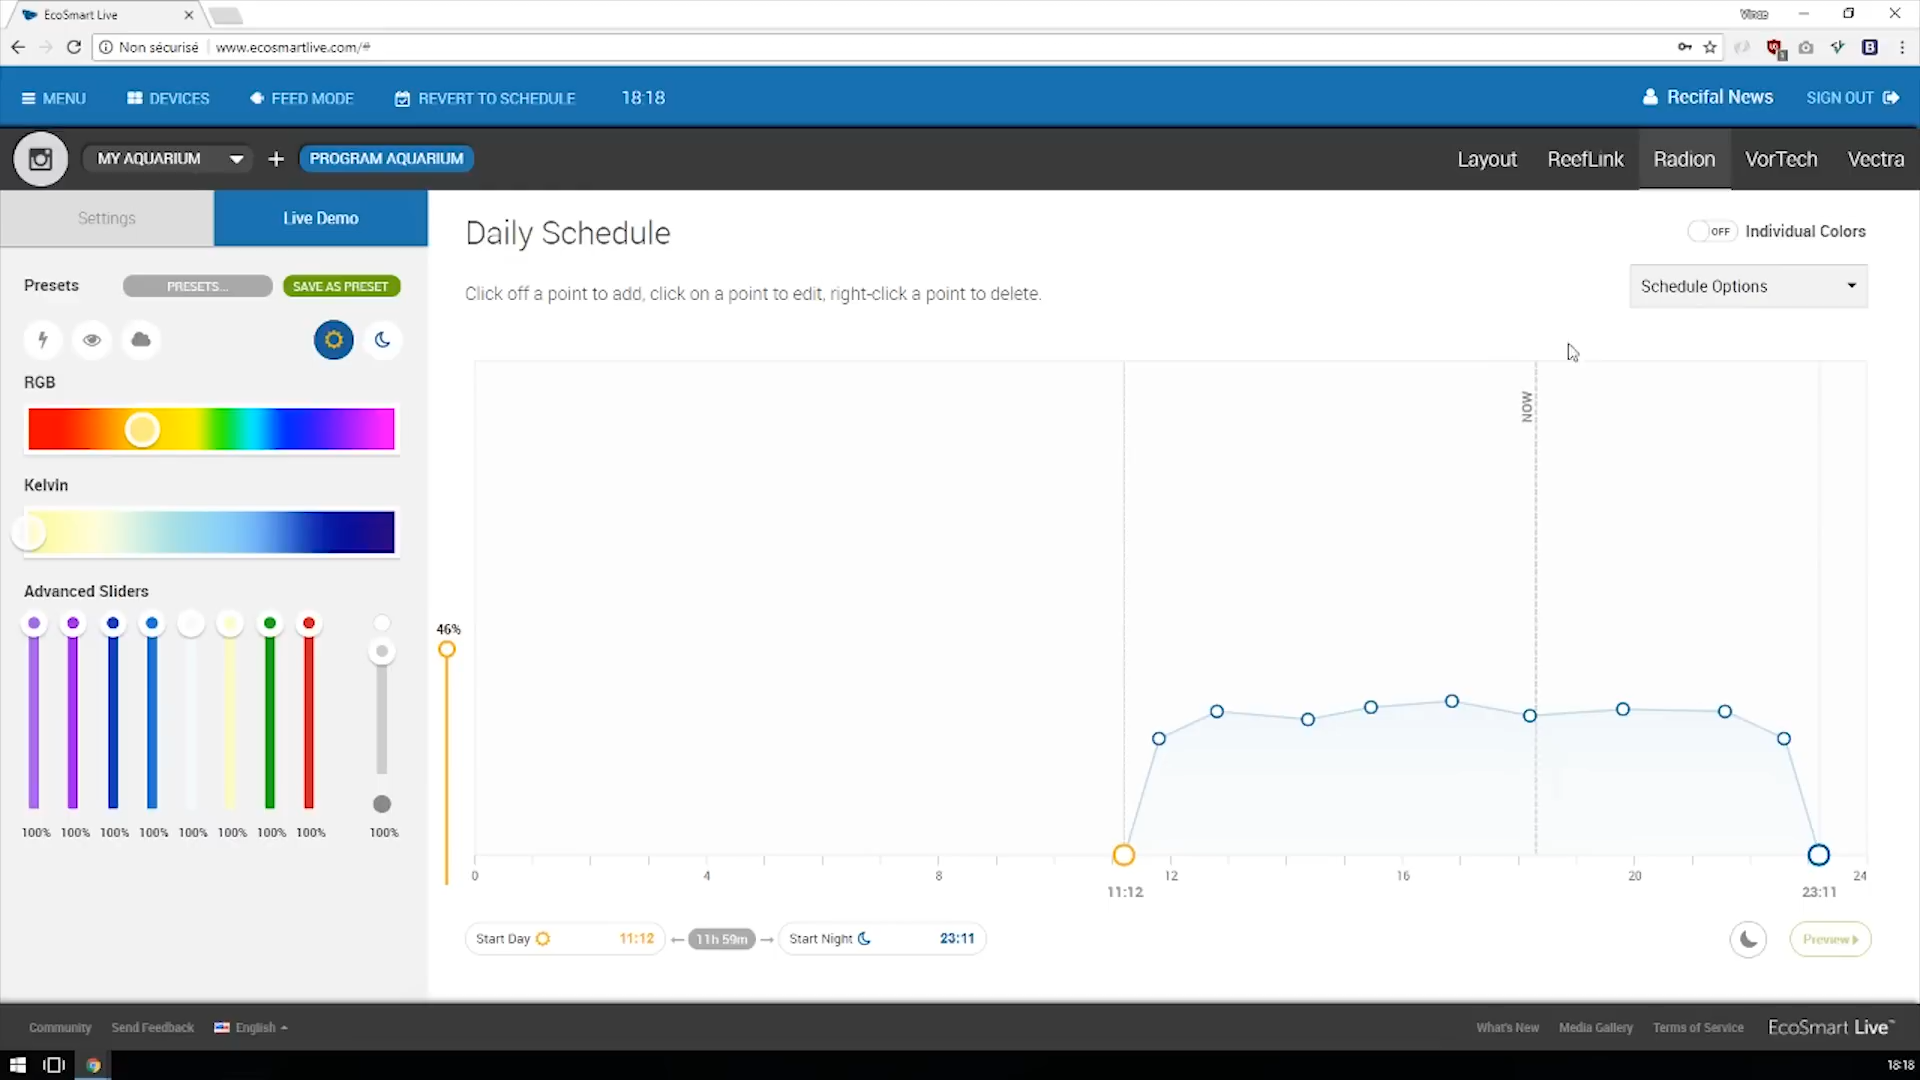 EcoSmart Live
Vince
Non sécurisé www.ecosmartlive.com/#
MENU DEVICES FEED MODE REVERT TO SCHEDULE 18:18 Recifal News SIGN OUT
MY AQUARIUM + PROGRAM AQUARIUM Layout ReefLink Radion VorTech Vectra
Settings Live Demo
Daily Schedule
OFF Individual Colors
Presets PRESETS... SAVE AS PRESET
Click off a point to add, click on a point to edit, right-click a point to delete.
Schedule Options
RGB
NOW
Kelvin
Advanced Sliders
46%
100% 100% 100% 100% 100% 100% 100% 100% 100%
0 4 8 12 16 20 24
11:12 23:11
Start Day 11:12 11h 59m Start Night 23:11 Preview
Community Send Feedback English What's New Media Gallery Terms of Service EcoSmart Live™
18:18